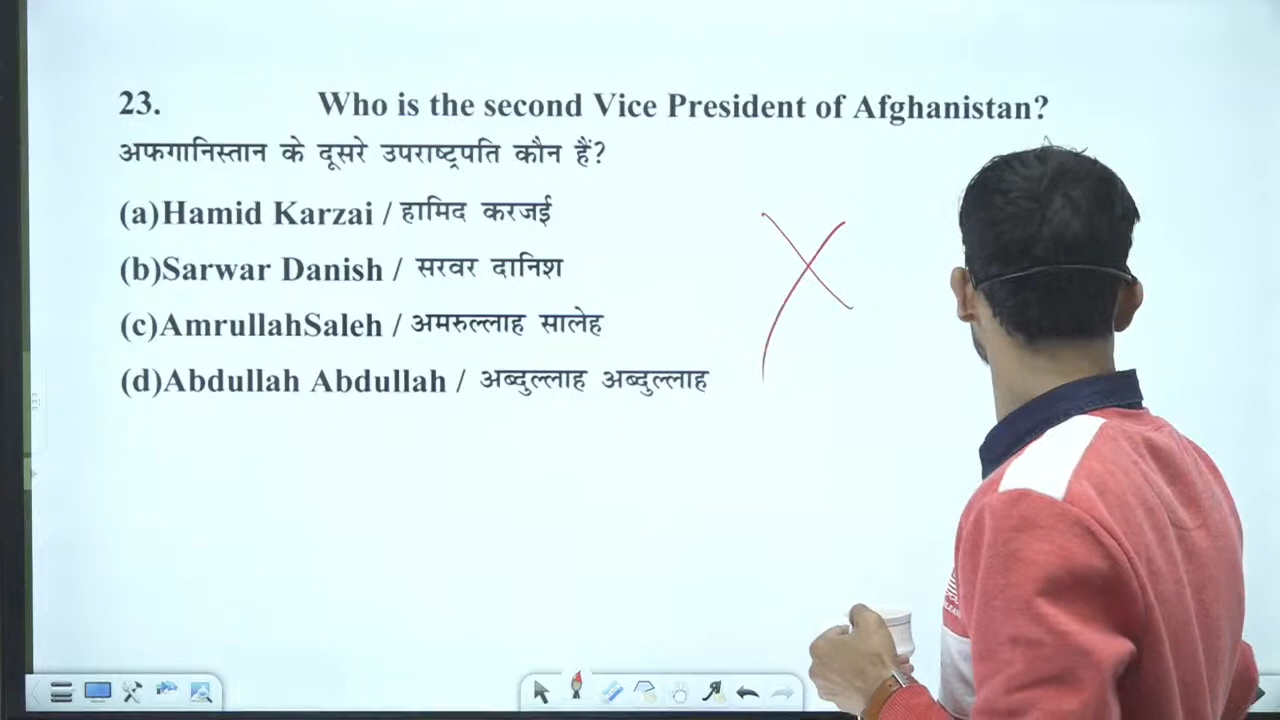 23. Who is the second Vice President of Afghanistan?
अफगानिस्तान के दूसरे उपराष्ट्रपति कौन हैं?
(a)Hamid Karzai / हामिद करजई
(b)Sarwar Danish / सरवर दानिश
(c)AmrullahSaleh / अमरुल्लाह सालेह
(d)Abdullah Abdullah / अब्दुल्लाह अब्दुल्लाह